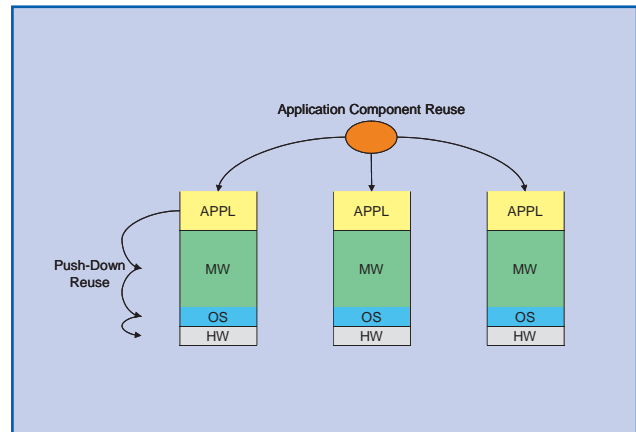 Application Component Reuse
APPL
APPL
APPL
MW
MW
MW
Push-Down
Reuse
OS
OS
OS
HW
HW
HW